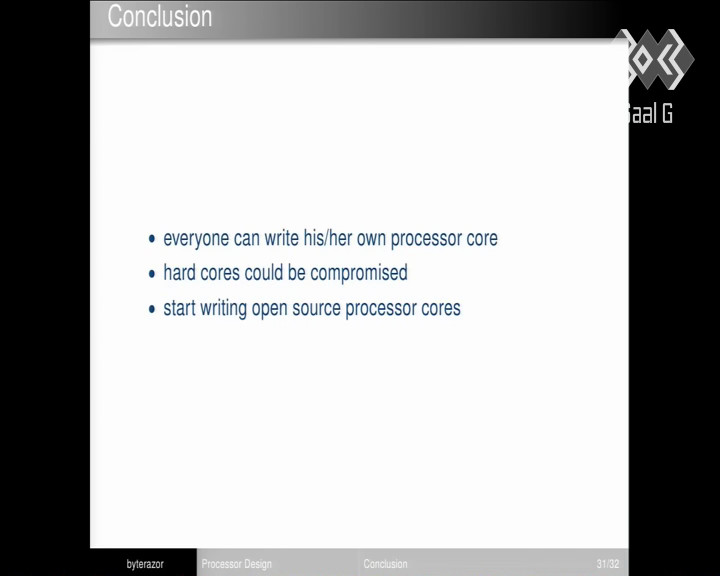 Conclusion
Saal G
• everyone can write his/her own processor core
• hard cores could be compromised
• start writing open source processor cores
byterazor Processor Design Conclusion 31/32